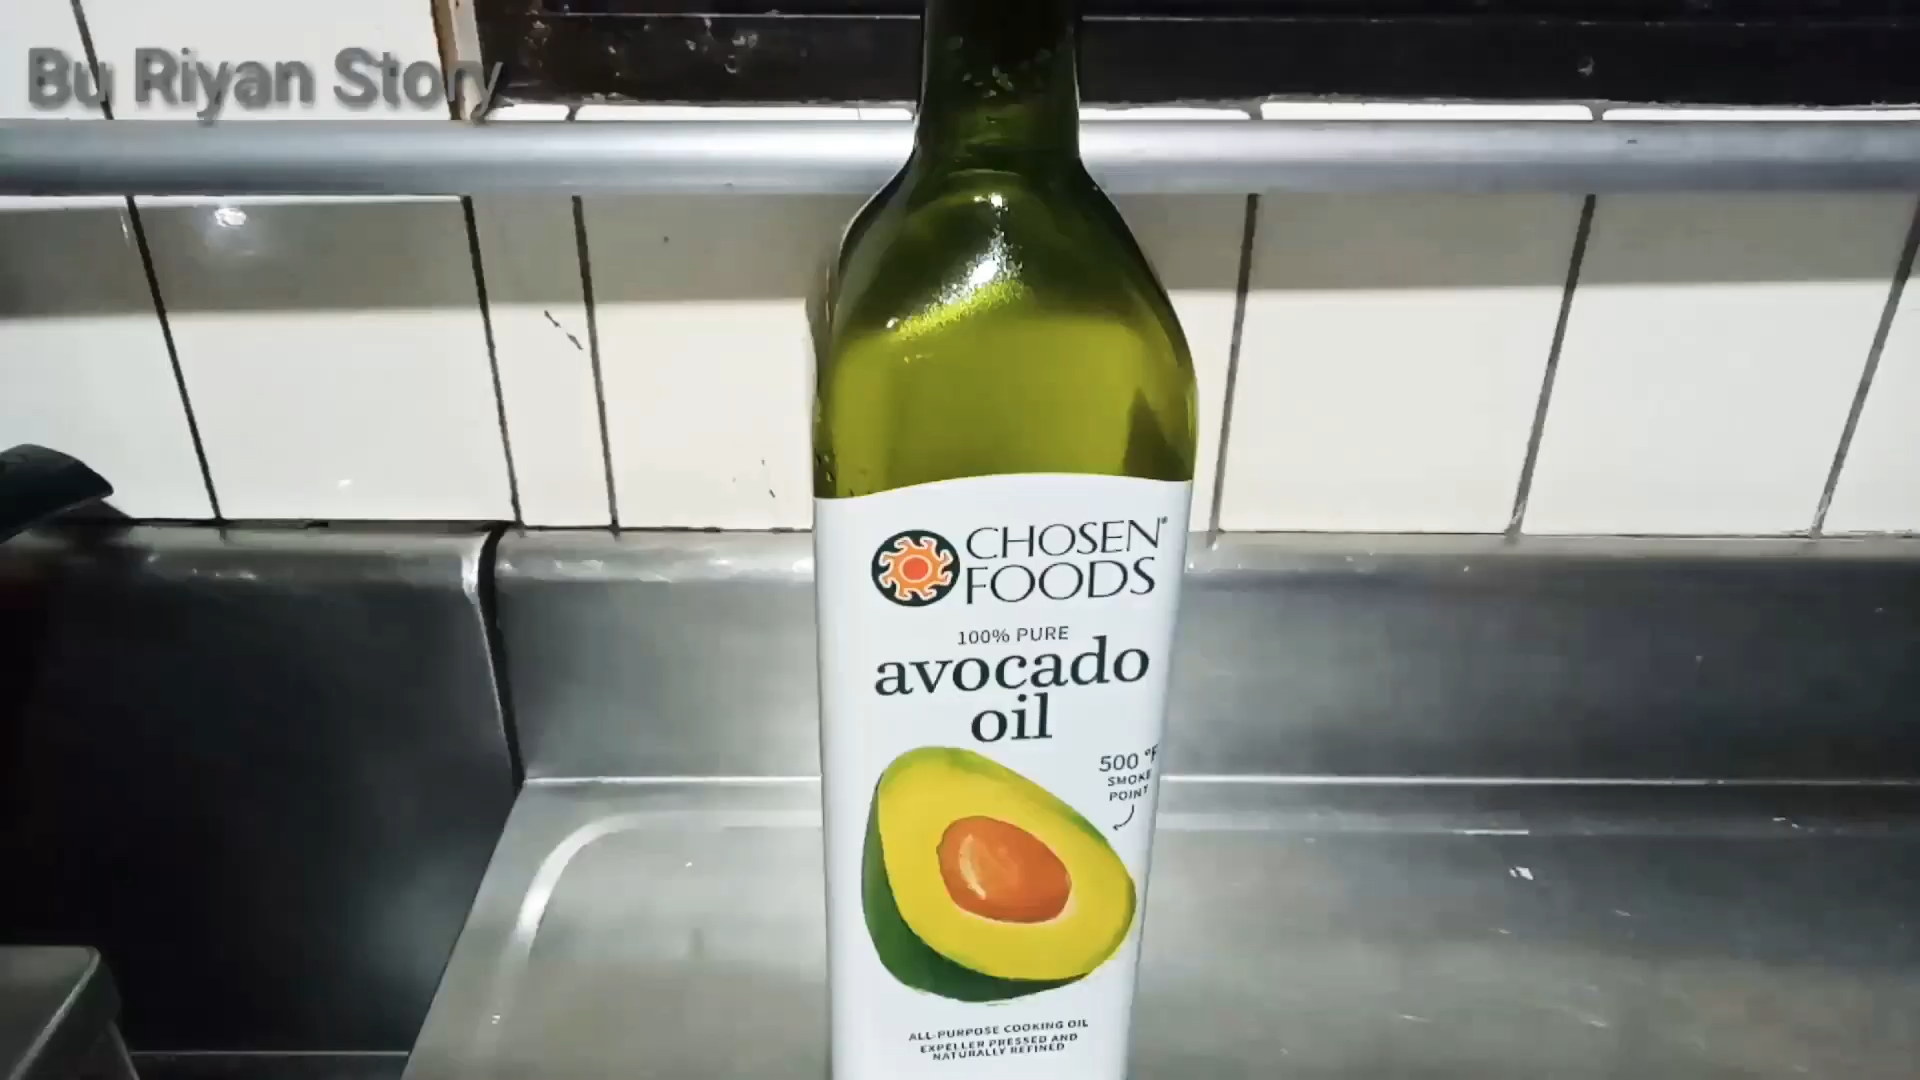 Bu Riyan Story
CHOSEN®
FOODS
100% PURE
avocado
oil
500 °F
SMOKE
POINT
ALL-PURPOSE COOKING OIL
EXPELLER PRESSED AND
NATURALLY REFINED